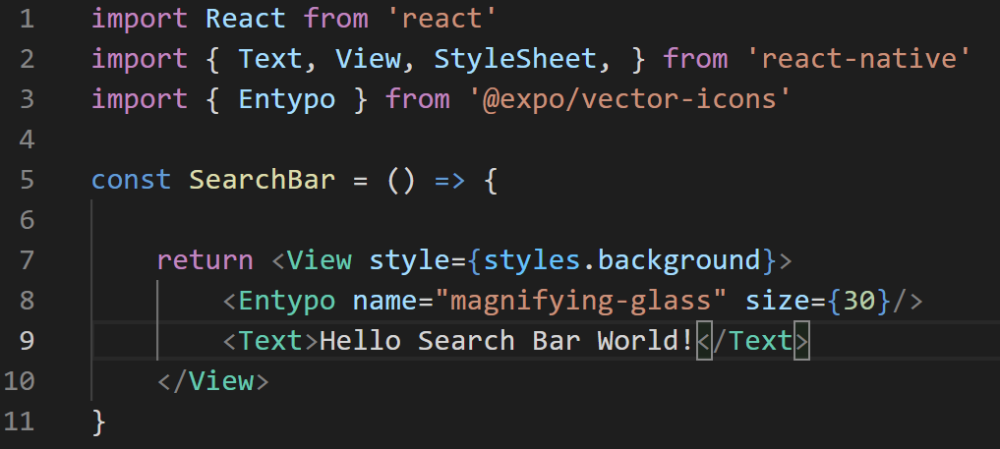 1 import React from 'react'
2 import { Text, View, StyleSheet, } from 'react-native'
3 import { Entypo } from '@expo/vector-icons'
4
5 const SearchBar = () => {
6
7     return <View style={styles.background}>
8         <Entypo name="magnifying-glass" size={30}/>
9         <Text>Hello Search Bar World!</Text>
10     </View>
11 }